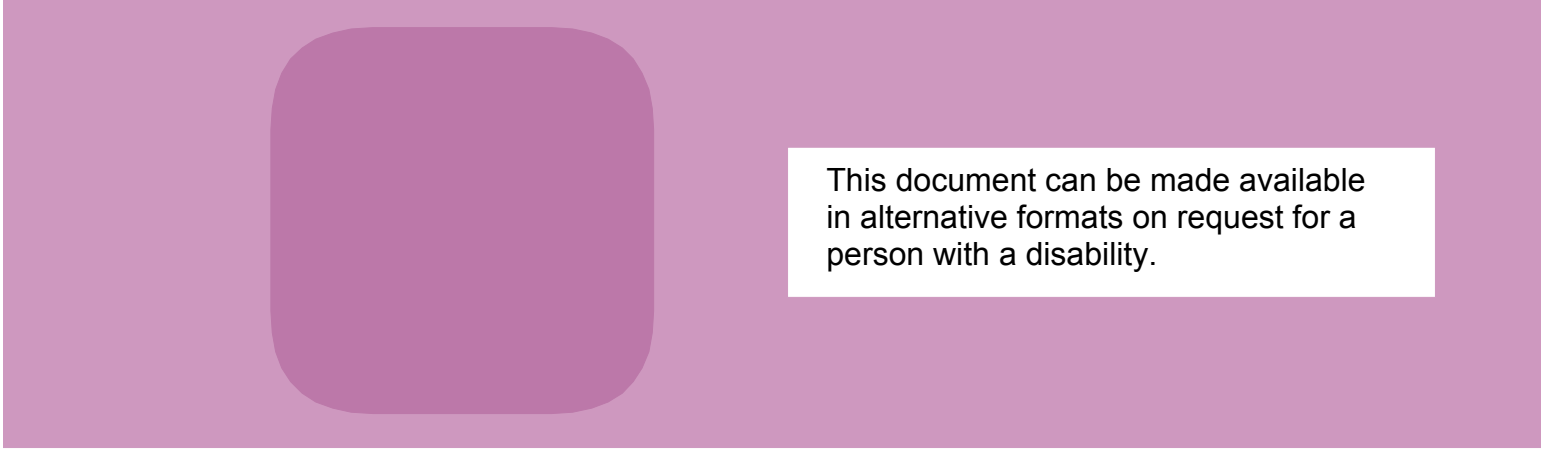 This document can be made available
in alternative formats on request for a
person with a disability.